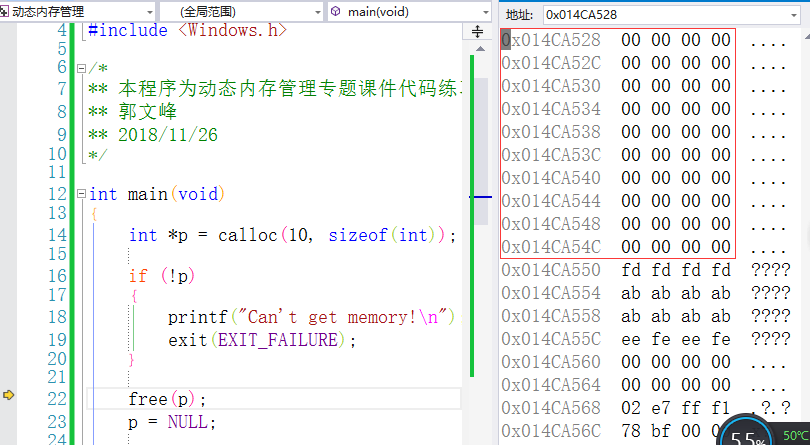 动态内存管理 (全局范围) main(void)
地址: 0x014CA528
4 #include <Windows.h>
5
6 /*
7 ** 本程序为动态内存管理专题课件代码练
8 ** 郭文峰
9 ** 2018/11/26
10 */
11
12 int main(void)
13 {
14 int *p = calloc(10, sizeof(int));
15
16 if (!p)
17 {
18 printf("Can't get memory!\n")
19 exit(EXIT_FAILURE);
20 }
21
22 free(p);
23 p = NULL;
24
0x014CA528 00 00 00 00 ....
0x014CA52C 00 00 00 00 ....
0x014CA530 00 00 00 00 ....
0x014CA534 00 00 00 00 ....
0x014CA538 00 00 00 00 ....
0x014CA53C 00 00 00 00 ....
0x014CA540 00 00 00 00 ....
0x014CA544 00 00 00 00 ....
0x014CA548 00 00 00 00 ....
0x014CA54C 00 00 00 00 ....
0x014CA550 fd fd fd fd ????
0x014CA554 ab ab ab ab ????
0x014CA558 ab ab ab ab ????
0x014CA55C ee fe ee fe ????
0x014CA560 00 00 00 00 ....
0x014CA564 00 00 00 00 ....
0x014CA568 02 e7 ff f1 .?.?
0x014CA56C 78 bf 00
55%
50°C